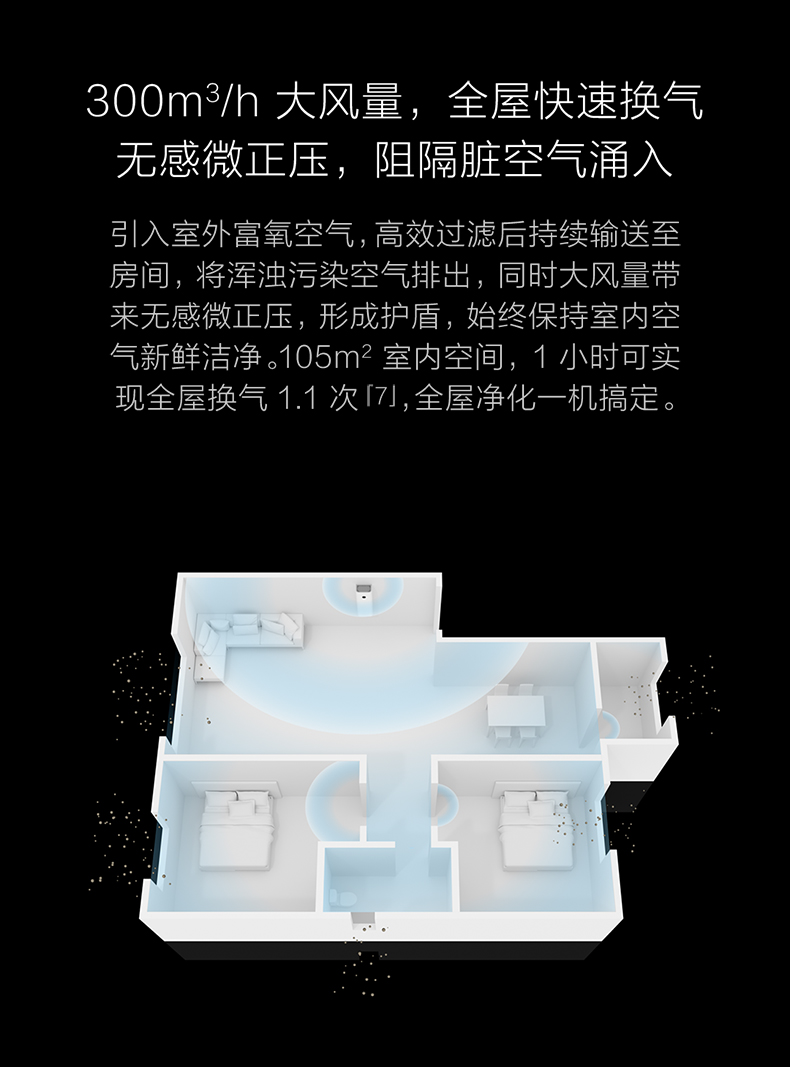 300m³/h 大风量，全屋快速换气
无感微正压，阻隔脏空气涌入
引入室外富氧空气，高效过滤后持续输送至
房间，将浑浊污染空气排出，同时大风量带
来无感微正压，形成护盾，始终保持室内空
气新鲜洁净。105m² 室内空间，1 小时可实
现全屋换气 1.1 次「7」，全屋净化一机搞定。